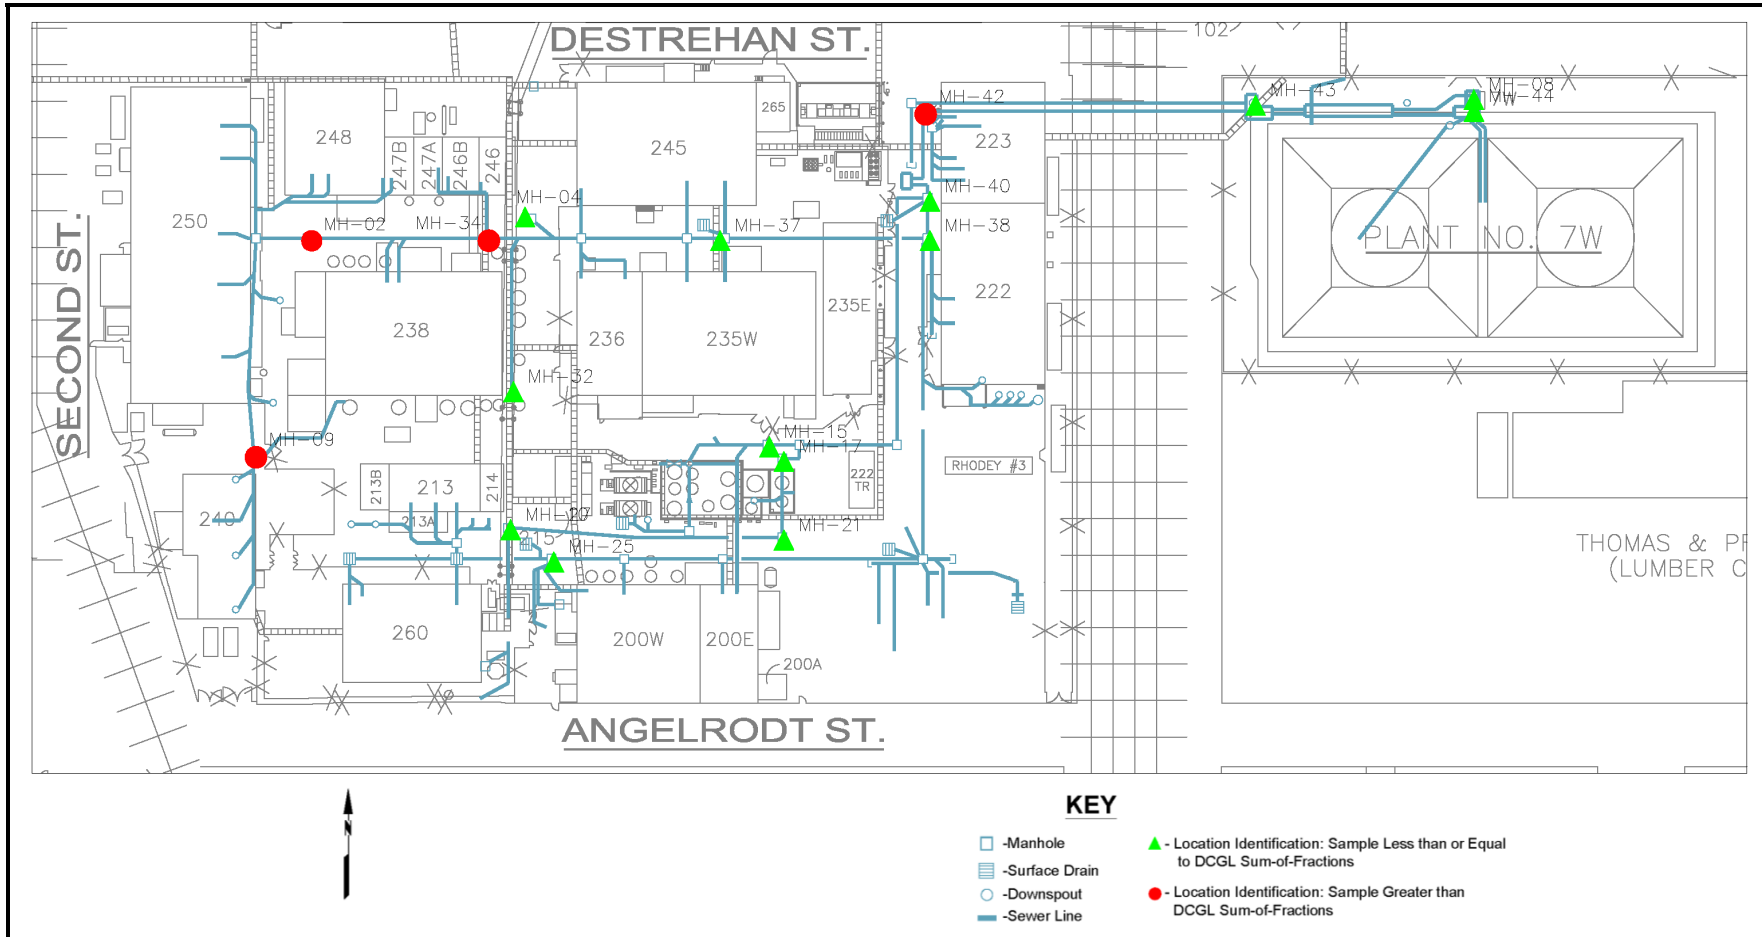 DESTREHAN ST.
102
MH-43
MH-08
MW-44
MH-42
265
248
247B
247A
246B
246
245
223
MH-04
MH-40
250
MH-02
MH-34
MH-37
MH-38
PLANT NO. 7W
SECOND ST.
238
236
235W
235E
222
MH-32
MH-09
MH-15
MH-17
213B
213
214
222
TR
RHODEY #3
240
213A
215
MH-21
MH-25
THOMAS & PF
(LUMBER C
260
200W
200E
200A
ANGELRODT ST.
N
KEY
-Manhole
-Surface Drain
-Downspout
-Sewer Line
- Location Identification: Sample Less than or Equal
to DCGL Sum-of-Fractions
- Location Identification: Sample Greater than
DCGL Sum-of-Fractions